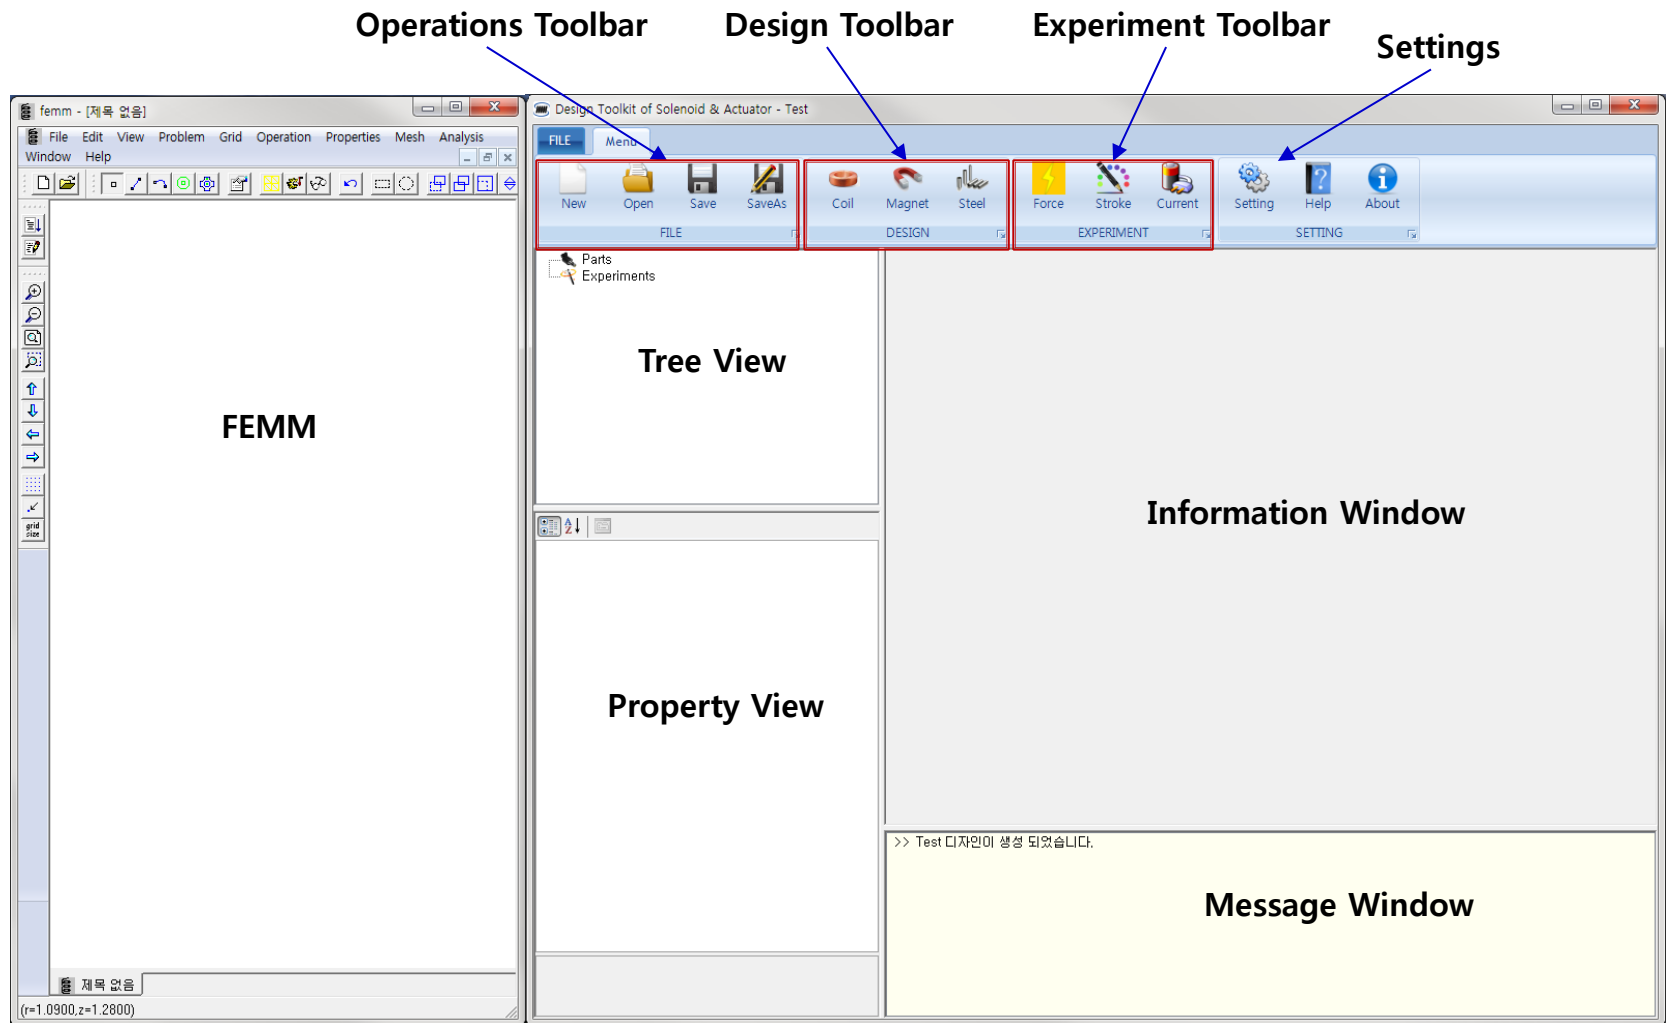 Operations Toolbar
Design Toolbar
Experiment Toolbar
Settings
femm - [제목 없음]
File Edit View Problem Grid Operation Properties Mesh Analysis
Window Help
grid
size
FEMM
제목 없음
(r=1.0900,z=1.2800)
Design Toolkit of Solenoid & Actuator - Test
FILE Menu
New Open Save SaveAs Coil Magnet Steel Force Stroke Current Setting Help About
FILE DESIGN EXPERIMENT SETTING
Parts
Experiments
Tree View
Information Window
Property View
>> Test 디자인이 생성 되었습니다.
Message Window